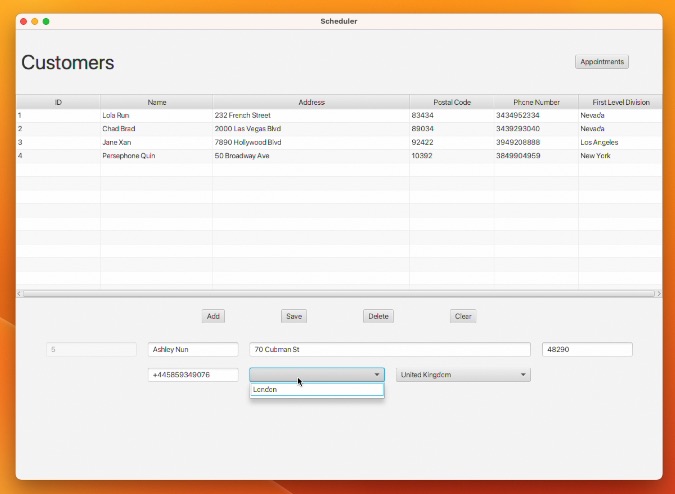 Scheduler
Customers
Appointments
ID Name Address Postal Code Phone Number First Level Division
1 Lola Run 232 French Street 83434 3434952334 Nevada
2 Chad Brad 2000 Las Vegas Blvd 89034 3439293040 Nevada
3 Jane Xan 7890 Hollywood Blvd 92422 3949208888 Los Angeles
4 Persephone Quin 50 Broadway Ave 10392 3849904959 New York
Add Save Delete Clear
5 Ashley Nun 70 Cubman St 48290
+445859349076 United Kingdom
London